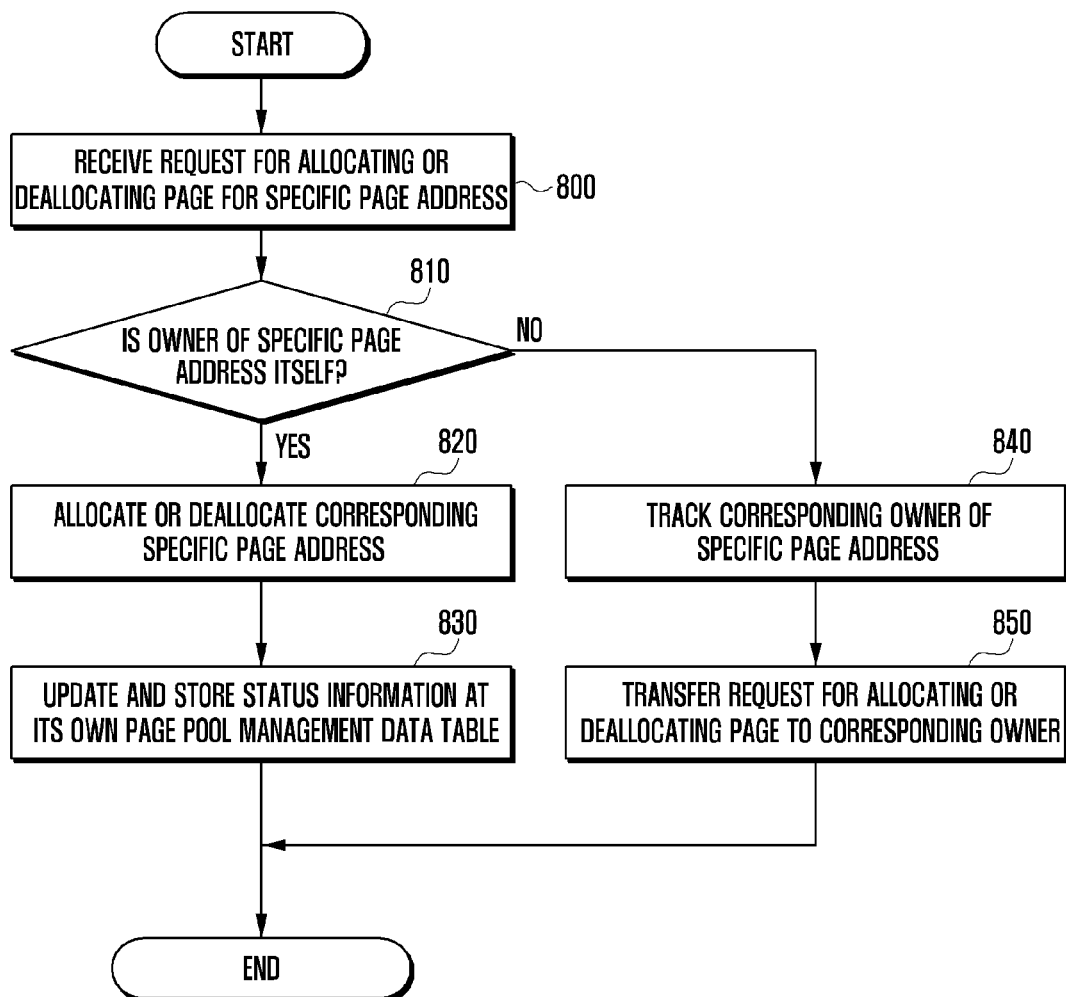 START
RECEIVE REQUEST FOR ALLOCATING OR
DEALLOCATING PAGE FOR SPECIFIC PAGE ADDRESS
800
810
IS OWNER OF SPECIFIC PAGE
ADDRESS ITSELF?
NO
YES
820
ALLOCATE OR DEALLOCATE CORRESPONDING
SPECIFIC PAGE ADDRESS
840
TRACK CORRESPONDING OWNER OF
SPECIFIC PAGE ADDRESS
830
UPDATE AND STORE STATUS INFORMATION AT
ITS OWN PAGE POOL MANAGEMENT DATA TABLE
850
TRANSFER REQUEST FOR ALLOCATING OR
DEALLOCATING PAGE TO CORRESPONDING OWNER
END